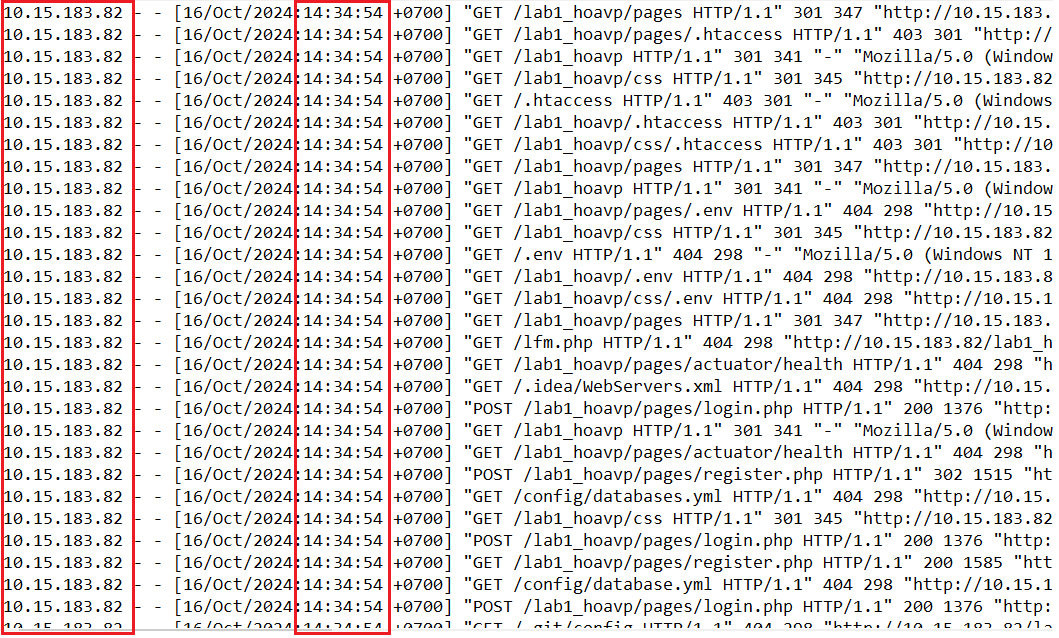 10.15.183.82 - - [16/Oct/2024:14:34:54 +0700] "GET /lab1_hoavp/pages HTTP/1.1" 301 347 "http://10.15.183.
10.15.183.82 - - [16/Oct/2024:14:34:54 +0700] "GET /lab1_hoavp/pages/.htaccess HTTP/1.1" 403 301 "http://
10.15.183.82 - - [16/Oct/2024:14:34:54 +0700] "GET /lab1_hoavp HTTP/1.1" 301 341 "-" "Mozilla/5.0 (Window
10.15.183.82 - - [16/Oct/2024:14:34:54 +0700] "GET /lab1_hoavp/css HTTP/1.1" 301 345 "http://10.15.183.82
10.15.183.82 - - [16/Oct/2024:14:34:54 +0700] "GET /.htaccess HTTP/1.1" 403 301 "-" "Mozilla/5.0 (Windows
10.15.183.82 - - [16/Oct/2024:14:34:54 +0700] "GET /lab1_hoavp/.htaccess HTTP/1.1" 403 301 "http://10.15.
10.15.183.82 - - [16/Oct/2024:14:34:54 +0700] "GET /lab1_hoavp/css/.htaccess HTTP/1.1" 403 301 "http://10
10.15.183.82 - - [16/Oct/2024:14:34:54 +0700] "GET /lab1_hoavp/pages HTTP/1.1" 301 347 "http://10.15.183.
10.15.183.82 - - [16/Oct/2024:14:34:54 +0700] "GET /lab1_hoavp HTTP/1.1" 301 341 "-" "Mozilla/5.0 (Window
10.15.183.82 - - [16/Oct/2024:14:34:54 +0700] "GET /lab1_hoavp/pages/.env HTTP/1.1" 404 298 "http://10.15
10.15.183.82 - - [16/Oct/2024:14:34:54 +0700] "GET /lab1_hoavp/css HTTP/1.1" 301 345 "http://10.15.183.82
10.15.183.82 - - [16/Oct/2024:14:34:54 +0700] "GET /.env HTTP/1.1" 404 298 "-" "Mozilla/5.0 (Windows NT 1
10.15.183.82 - - [16/Oct/2024:14:34:54 +0700] "GET /lab1_hoavp/.env HTTP/1.1" 404 298 "http://10.15.183.8
10.15.183.82 - - [16/Oct/2024:14:34:54 +0700] "GET /lab1_hoavp/css/.env HTTP/1.1" 404 298 "http://10.15.1
10.15.183.82 - - [16/Oct/2024:14:34:54 +0700] "GET /lab1_hoavp/pages HTTP/1.1" 301 347 "http://10.15.183.
10.15.183.82 - - [16/Oct/2024:14:34:54 +0700] "GET /lfm.php HTTP/1.1" 404 298 "http://10.15.183.82/lab1_h
10.15.183.82 - - [16/Oct/2024:14:34:54 +0700] "GET /lab1_hoavp/pages/actuator/health HTTP/1.1" 404 298 "h
10.15.183.82 - - [16/Oct/2024:14:34:54 +0700] "GET /.idea/WebServers.xml HTTP/1.1" 404 298 "http://10.15.
10.15.183.82 - - [16/Oct/2024:14:34:54 +0700] "POST /lab1_hoavp/pages/login.php HTTP/1.1" 200 1376 "http:
10.15.183.82 - - [16/Oct/2024:14:34:54 +0700] "GET /lab1_hoavp HTTP/1.1" 301 341 "-" "Mozilla/5.0 (Window
10.15.183.82 - - [16/Oct/2024:14:34:54 +0700] "GET /lab1_hoavp/pages/actuator/health HTTP/1.1" 404 298 "h
10.15.183.82 - - [16/Oct/2024:14:34:54 +0700] "POST /lab1_hoavp/pages/register.php HTTP/1.1" 302 1515 "ht
10.15.183.82 - - [16/Oct/2024:14:34:54 +0700] "GET /config/databases.yml HTTP/1.1" 404 298 "http://10.15.
10.15.183.82 - - [16/Oct/2024:14:34:54 +0700] "GET /lab1_hoavp/css HTTP/1.1" 301 345 "http://10.15.183.82
10.15.183.82 - - [16/Oct/2024:14:34:54 +0700] "POST /lab1_hoavp/pages/login.php HTTP/1.1" 200 1376 "http:
10.15.183.82 - - [16/Oct/2024:14:34:54 +0700] "GET /lab1_hoavp/pages/register.php HTTP/1.1" 200 1585 "htt
10.15.183.82 - - [16/Oct/2024:14:34:54 +0700] "GET /config/database.yml HTTP/1.1" 404 298 "http://10.15.1
10.15.183.82 - - [16/Oct/2024:14:34:54 +0700] "POST /lab1_hoavp/pages/login.php HTTP/1.1" 200 1376 "http: